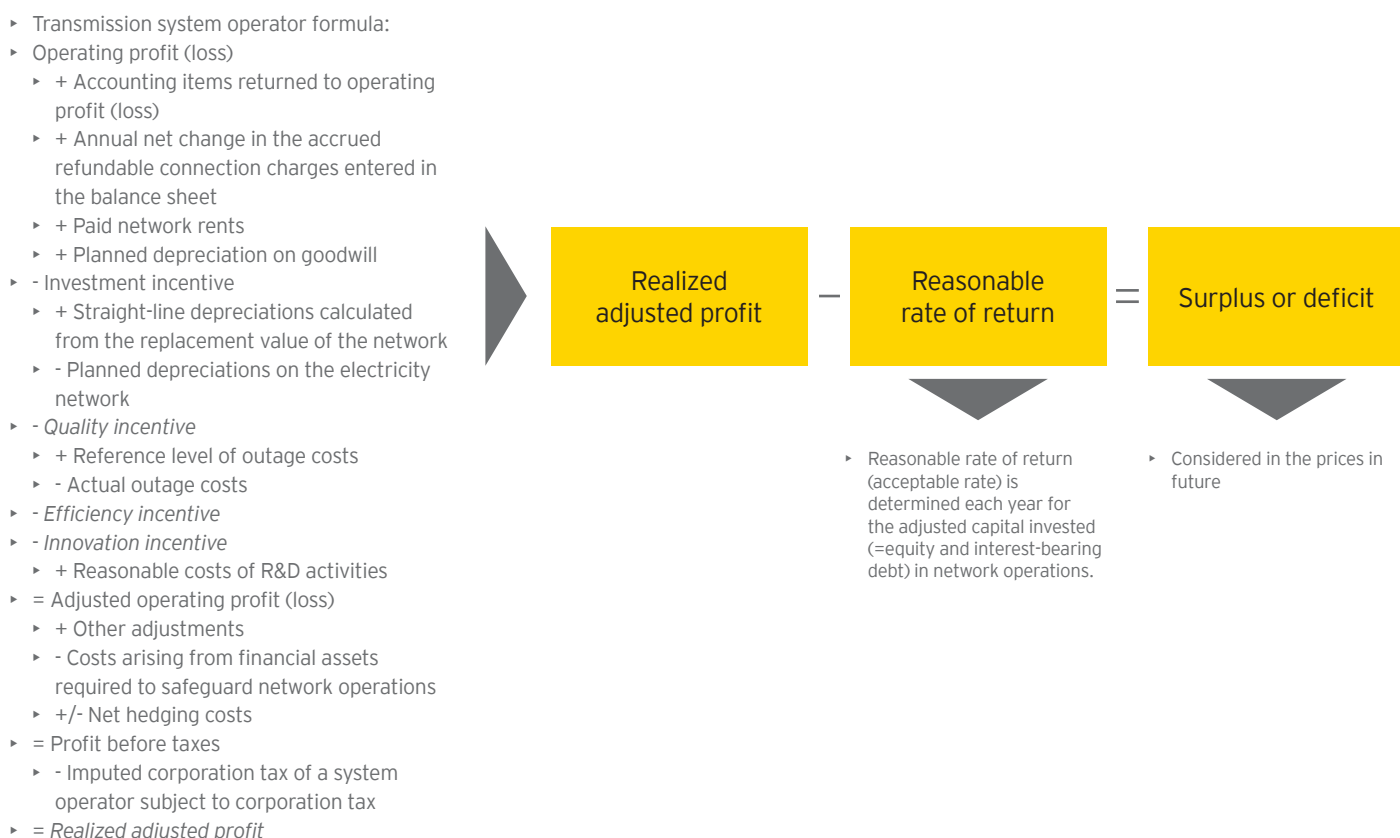 ▸ Transmission system operator formula:
▸ Operating profit (loss)
▸ + Accounting items returned to operating
profit (loss)
▸ + Annual net change in the accrued
refundable connection charges entered in
the balance sheet
▸ + Paid network rents
▸ + Planned depreciation on goodwill
▸ - Investment incentive
▸ + Straight-line depreciations calculated
from the replacement value of the network
▸ - Planned depreciations on the electricity
network
▸ - Quality incentive
▸ + Reference level of outage costs
▸ - Actual outage costs
▸ - Efficiency incentive
▸ - Innovation incentive
▸ + Reasonable costs of R&D activities
▸ = Adjusted operating profit (loss)
▸ + Other adjustments
▸ - Costs arising from financial assets
required to safeguard network operations
▸ +/- Net hedging costs
▸ = Profit before taxes
▸ - Imputed corporation tax of a system
operator subject to corporation tax
▸ = Realized adjusted profit
Realized
adjusted profit
–
Reasonable
rate of return
=
Surplus or deficit
▸ Reasonable rate of return
(acceptable rate) is
determined each year for
the adjusted capital invested
(=equity and interest-bearing
debt) in network operations.
▸ Considered in the prices in
future